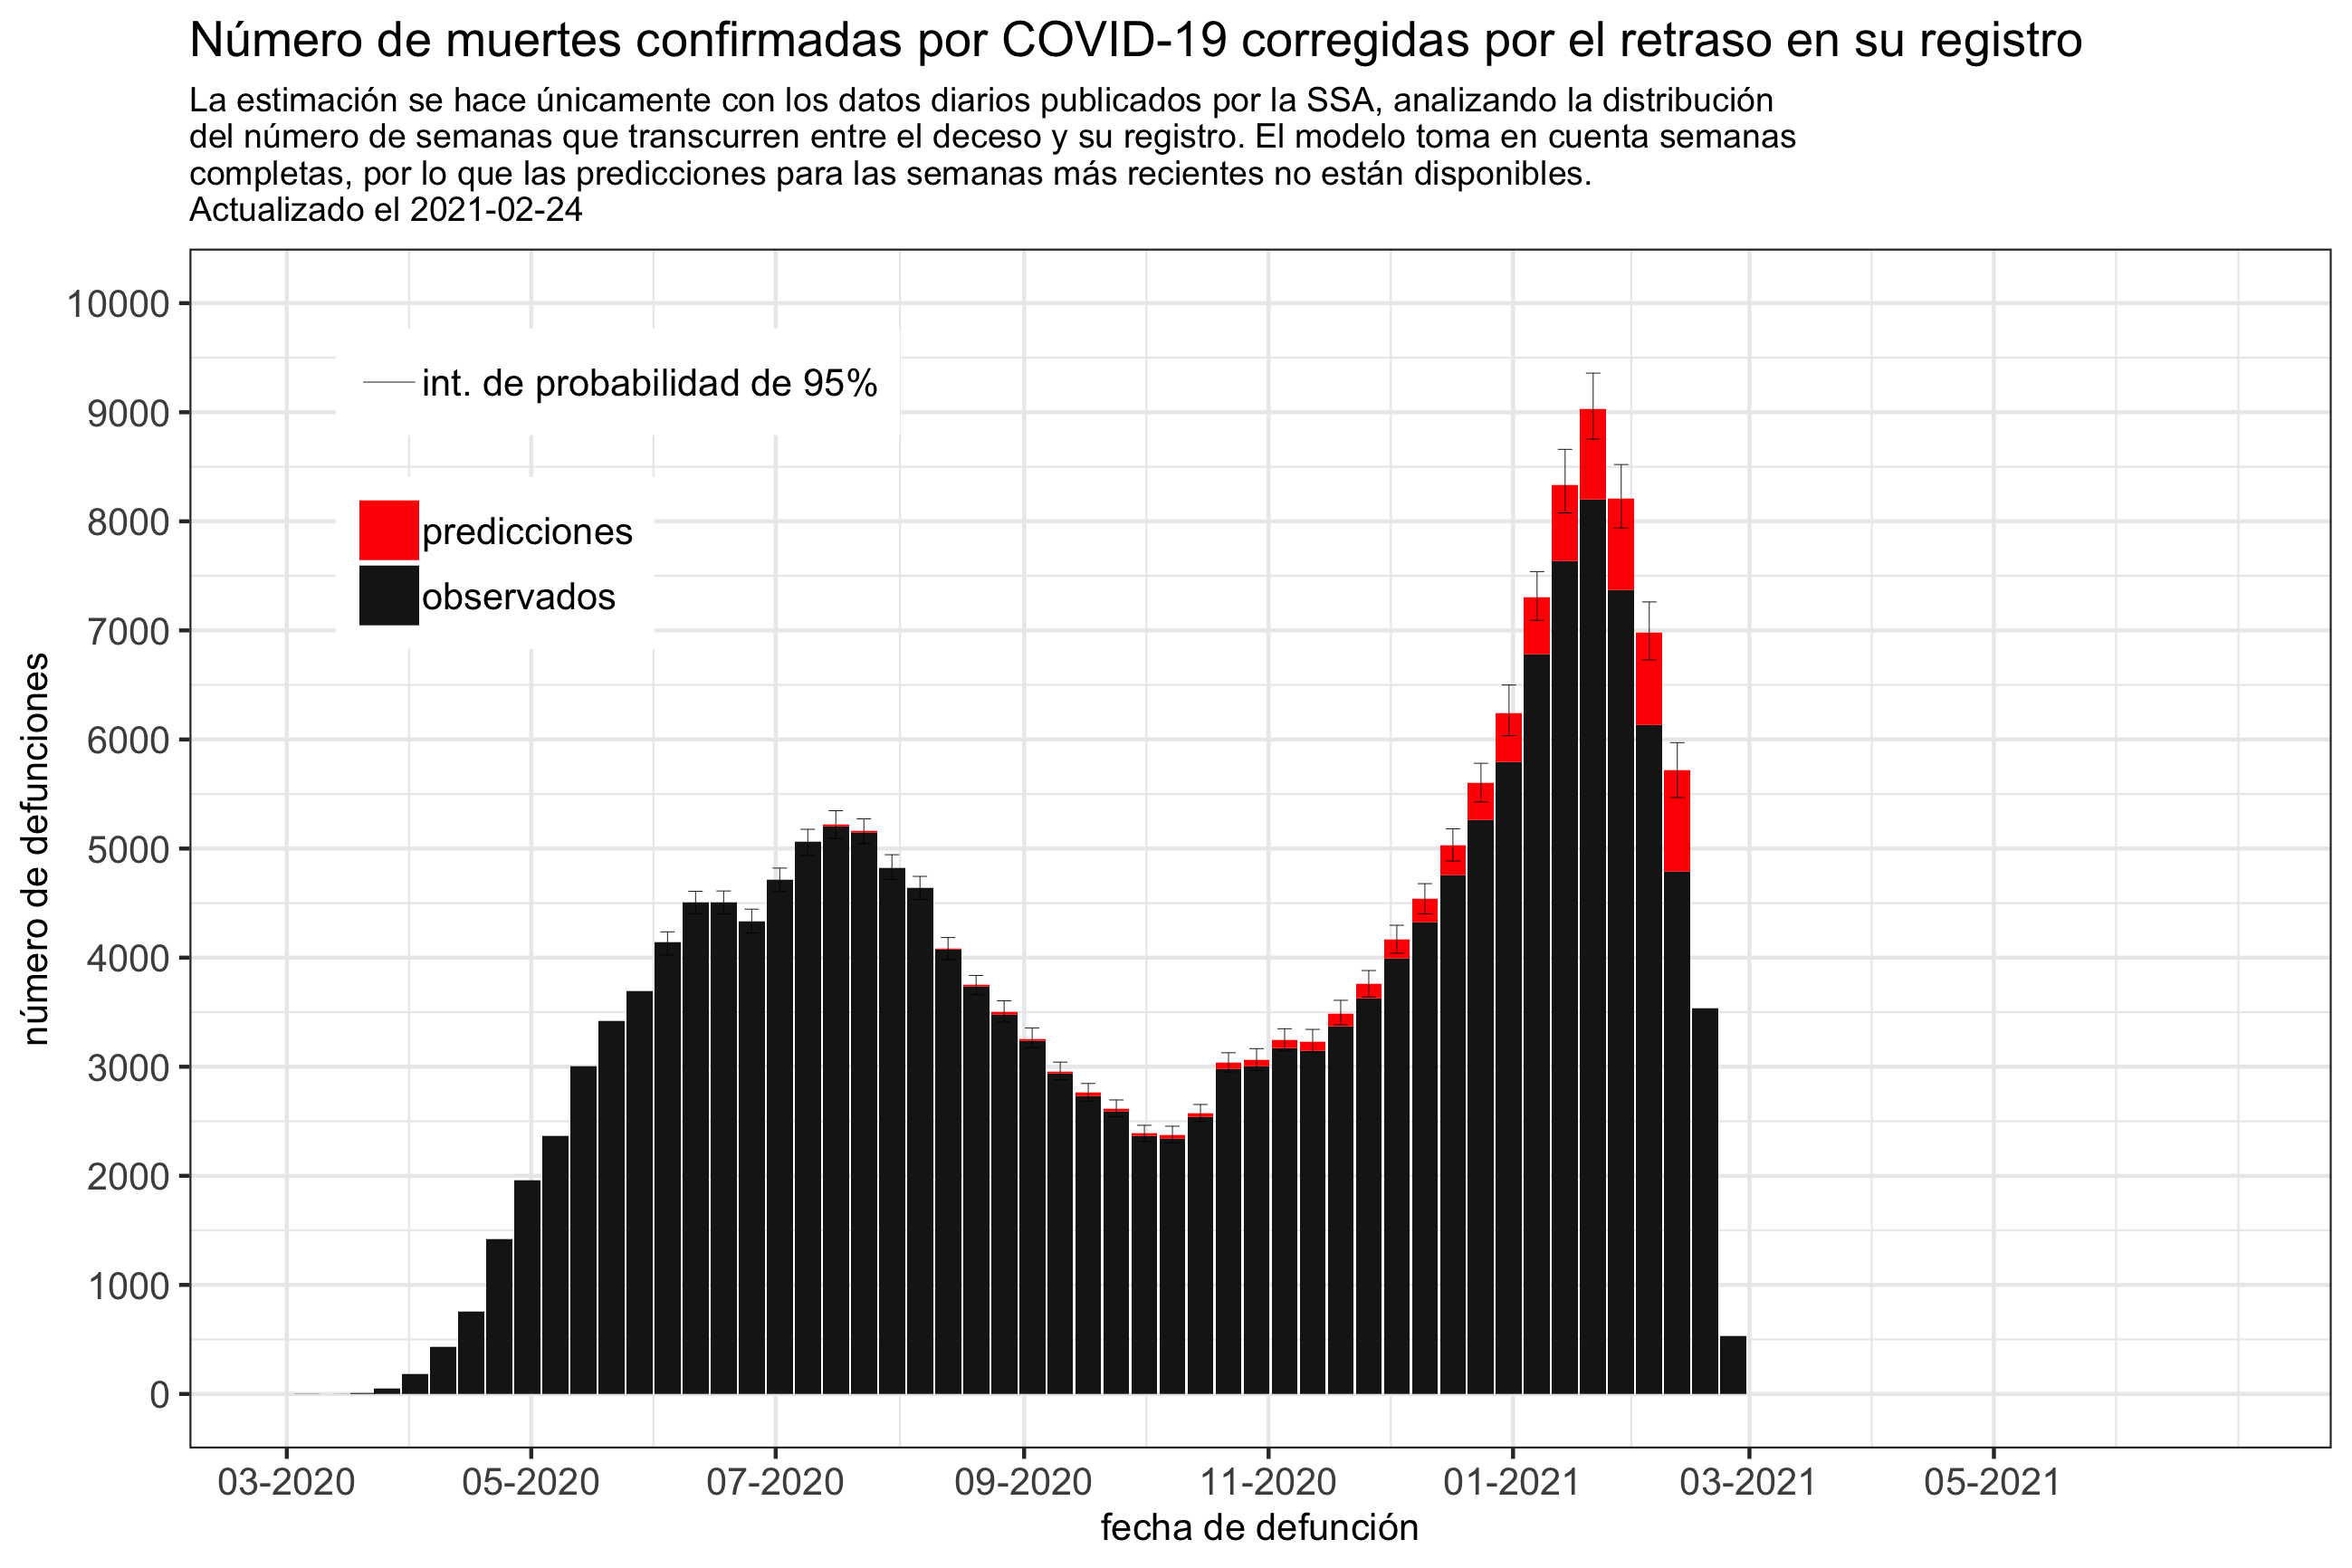 Número de muertes confirmadas por COVID-19 corregidas por el retraso en su registro
La estimación se hace únicamente con los datos diarios publicados por la SSA, analizando la distribución
del número de semanas que transcurren entre el deceso y su registro. El modelo toma en cuenta semanas
completas, por lo que las predicciones para las semanas más recientes no están disponibles.
Actualizado el 2021-02-24
10000
9000
8000
7000
6000
5000
4000
3000
2000
1000
0
número de defunciones
int. de probabilidad de 95%
predicciones
observados
03-2020 05-2020 07-2020 09-2020 11-2020 01-2021 03-2021 05-2021
fecha de defunción